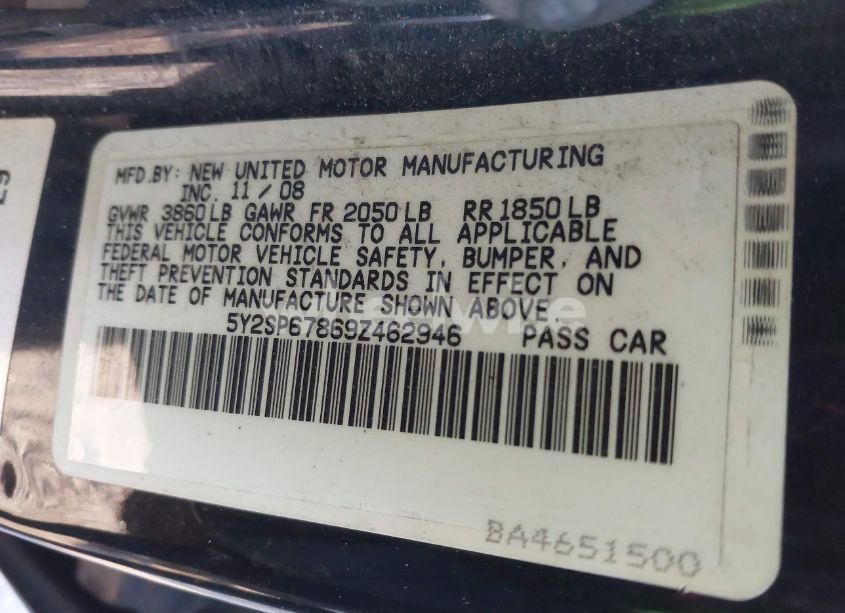 MFD.BY: NEW UNITED MOTOR MANUFACTURING
INC. 11 / 08
GVWR 3860 LB GAWR FR 2050 LB RR 1850 LB
THIS VEHICLE CONFORMS TO ALL APPLICABLE
FEDERAL MOTOR VEHICLE SAFETY, BUMPER, AND
THEFT PREVENTION STANDARDS IN EFFECT ON
THE DATE OF MANUFACTURE SHOWN ABOVE.
5Y2SP67869Z462946 PASS CAR
BA4651500